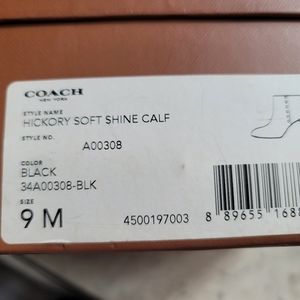 COACH
NEW YORK
STYLE NAME
HICKORY SOFT SHINE CALF
STYLE NO.
A00308
COLOR
BLACK
34A00308-BLK
SIZE
9 M
4500197003
8 89655 1688